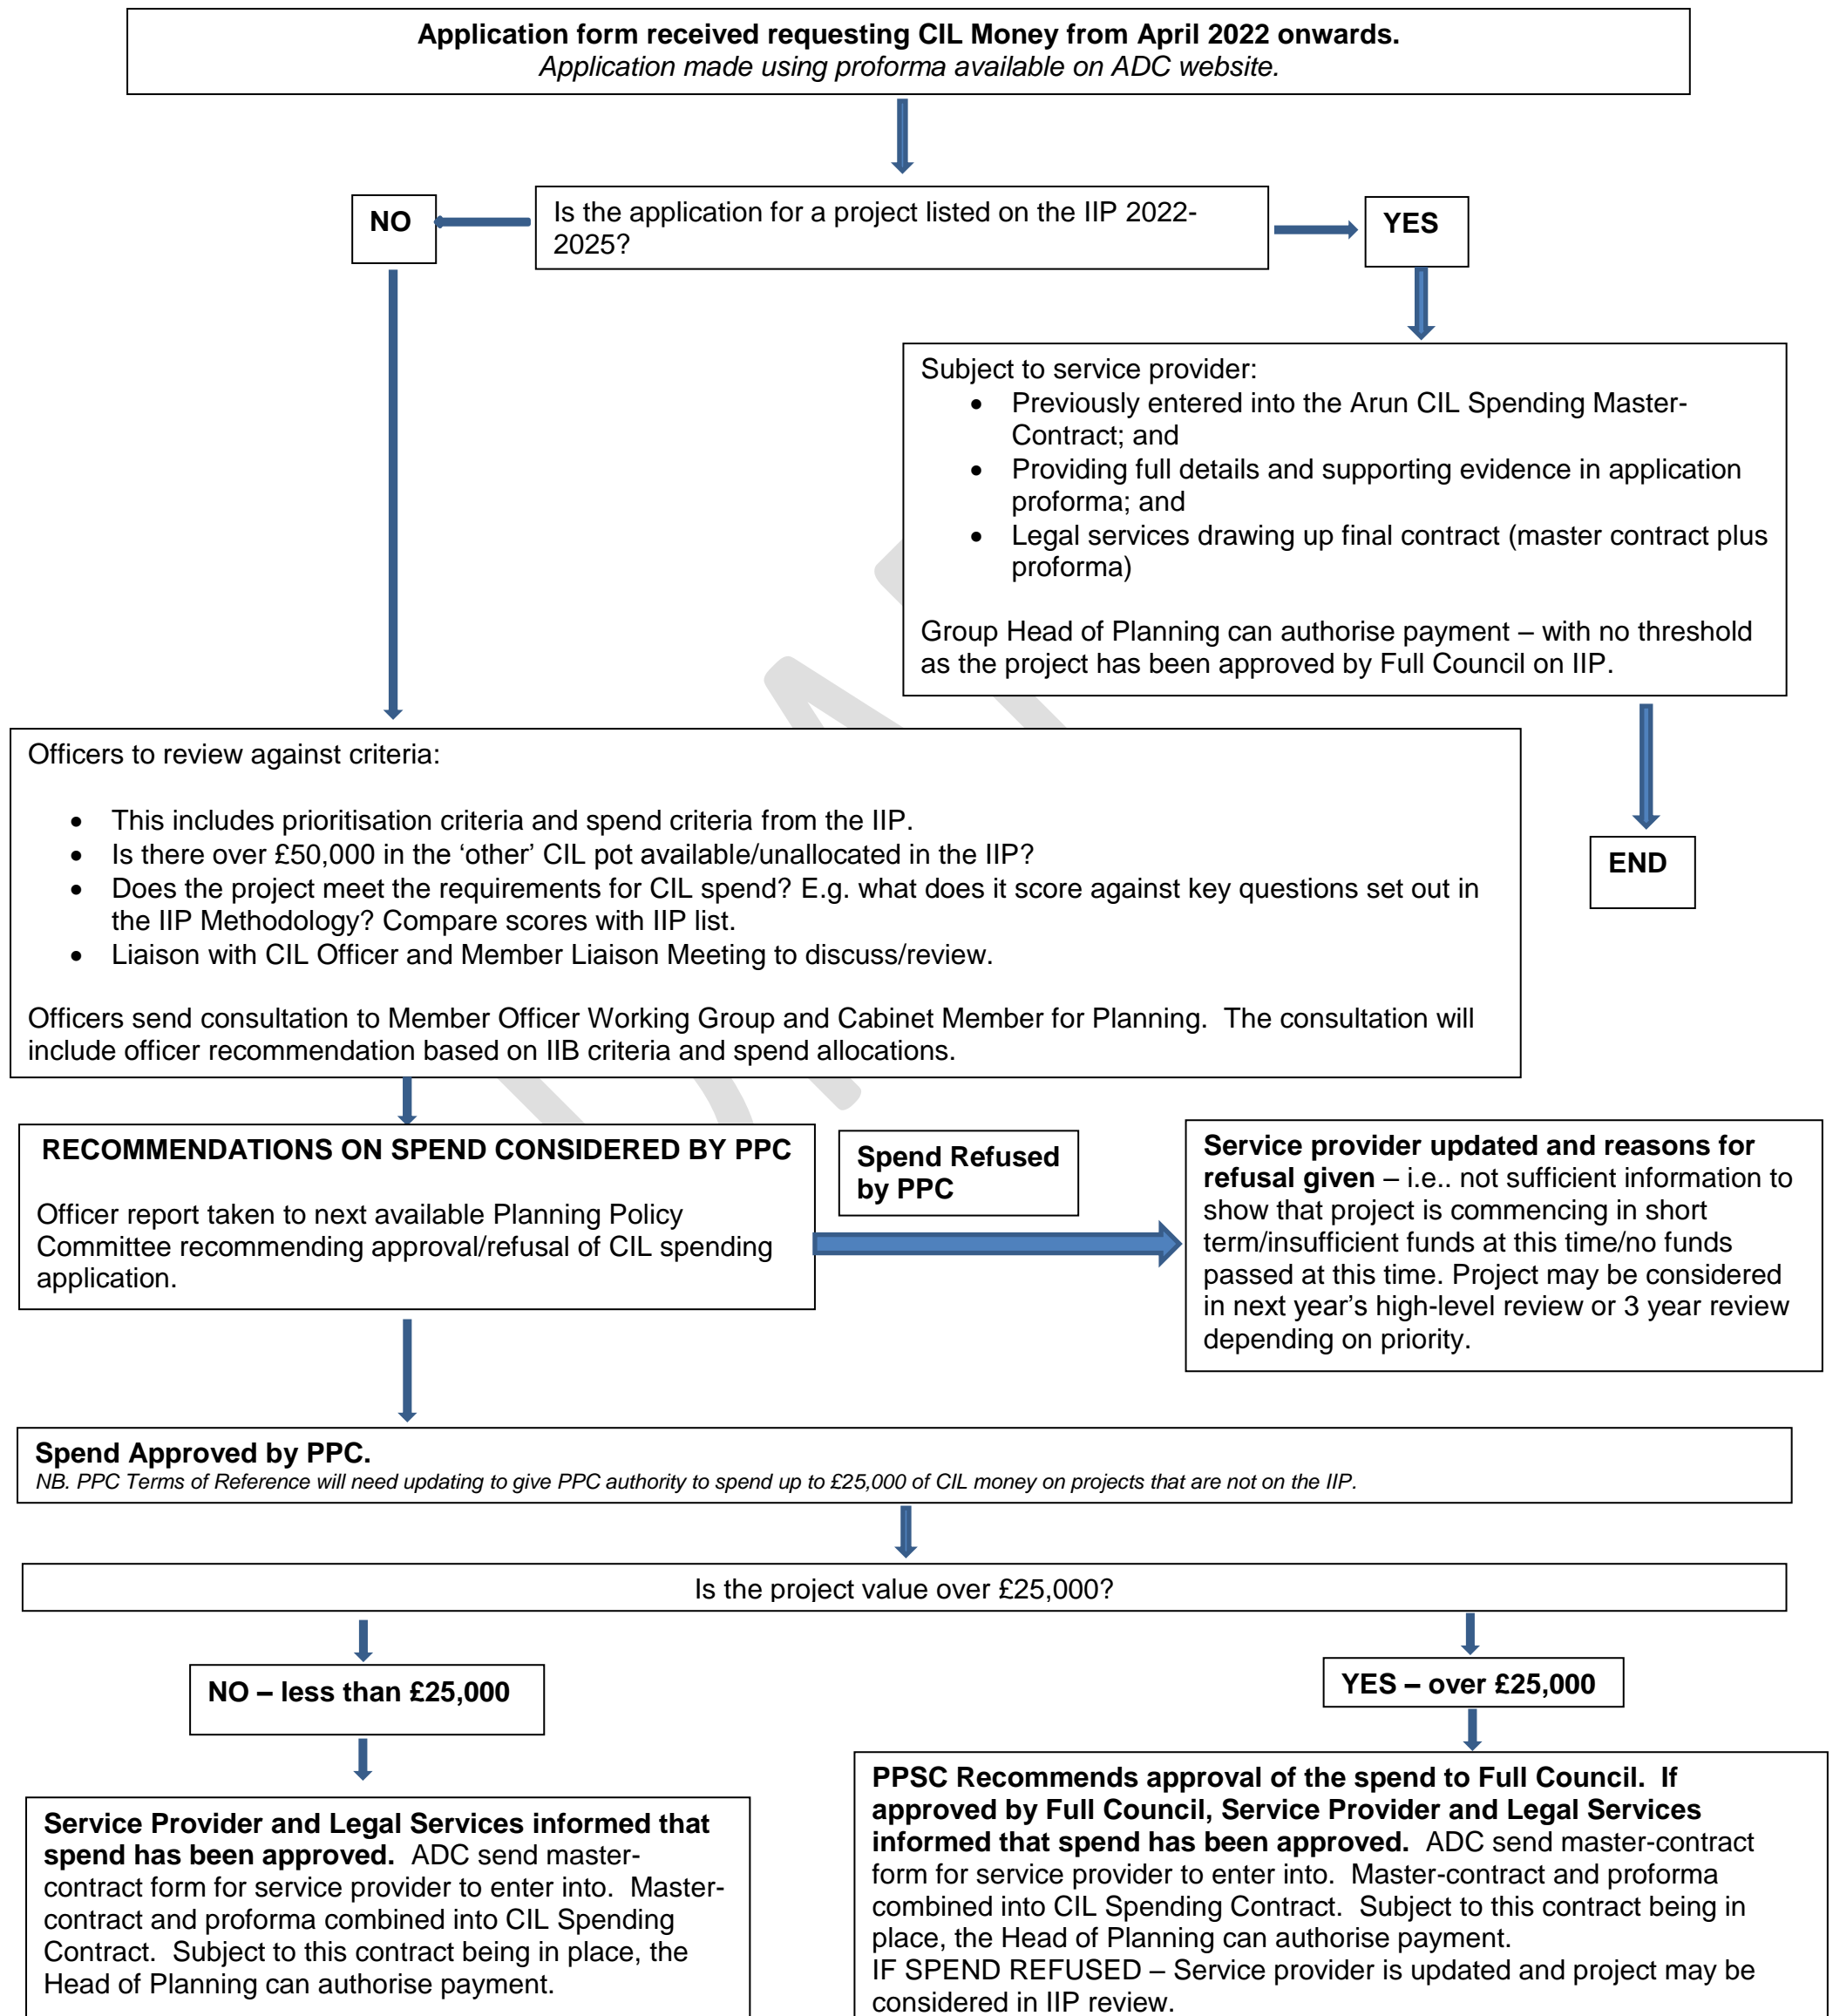 Application form received requesting CIL Money from April 2022 onwards.
Application made using proforma available on ADC website.
NO
Is the application for a project listed on the IIP 2022-
2025?
YES
Subject to service provider:
• Previously entered into the Arun CIL Spending Master-
Contract; and
• Providing full details and supporting evidence in application
proforma; and
• Legal services drawing up final contract (master contract plus
proforma)
Group Head of Planning can authorise payment – with no threshold
as the project has been approved by Full Council on IIP.
END
Officers to review against criteria:
• This includes prioritisation criteria and spend criteria from the IIP.
• Is there over £50,000 in the ‘other’ CIL pot available/unallocated in the IIP?
• Does the project meet the requirements for CIL spend? E.g. what does it score against key questions set out in
the IIP Methodology? Compare scores with IIP list.
• Liaison with CIL Officer and Member Liaison Meeting to discuss/review.
Officers send consultation to Member Officer Working Group and Cabinet Member for Planning. The consultation will
include officer recommendation based on IIB criteria and spend allocations.
RECOMMENDATIONS ON SPEND CONSIDERED BY PPC
Officer report taken to next available Planning Policy
Committee recommending approval/refusal of CIL spending
application.
Spend Refused
by PPC
Service provider updated and reasons for
refusal given – i.e.. not sufficient information to
show that project is commencing in short
term/insufficient funds at this time/no funds
passed at this time. Project may be considered
in next year’s high-level review or 3 year review
depending on priority.
Spend Approved by PPC.
NB. PPC Terms of Reference will need updating to give PPC authority to spend up to £25,000 of CIL money on projects that are not on the IIP.
Is the project value over £25,000?
NO – less than £25,000
YES – over £25,000
Service Provider and Legal Services informed that
spend has been approved. ADC send master-
contract form for service provider to enter into. Master-
contract and proforma combined into CIL Spending
Contract. Subject to this contract being in place, the
Head of Planning can authorise payment.
PPSC Recommends approval of the spend to Full Council. If
approved by Full Council, Service Provider and Legal Services
informed that spend has been approved. ADC send master-contract
form for service provider to enter into. Master-contract and proforma
combined into CIL Spending Contract. Subject to this contract being in
place, the Head of Planning can authorise payment.
IF SPEND REFUSED – Service provider is updated and project may be
considered in IIP review.